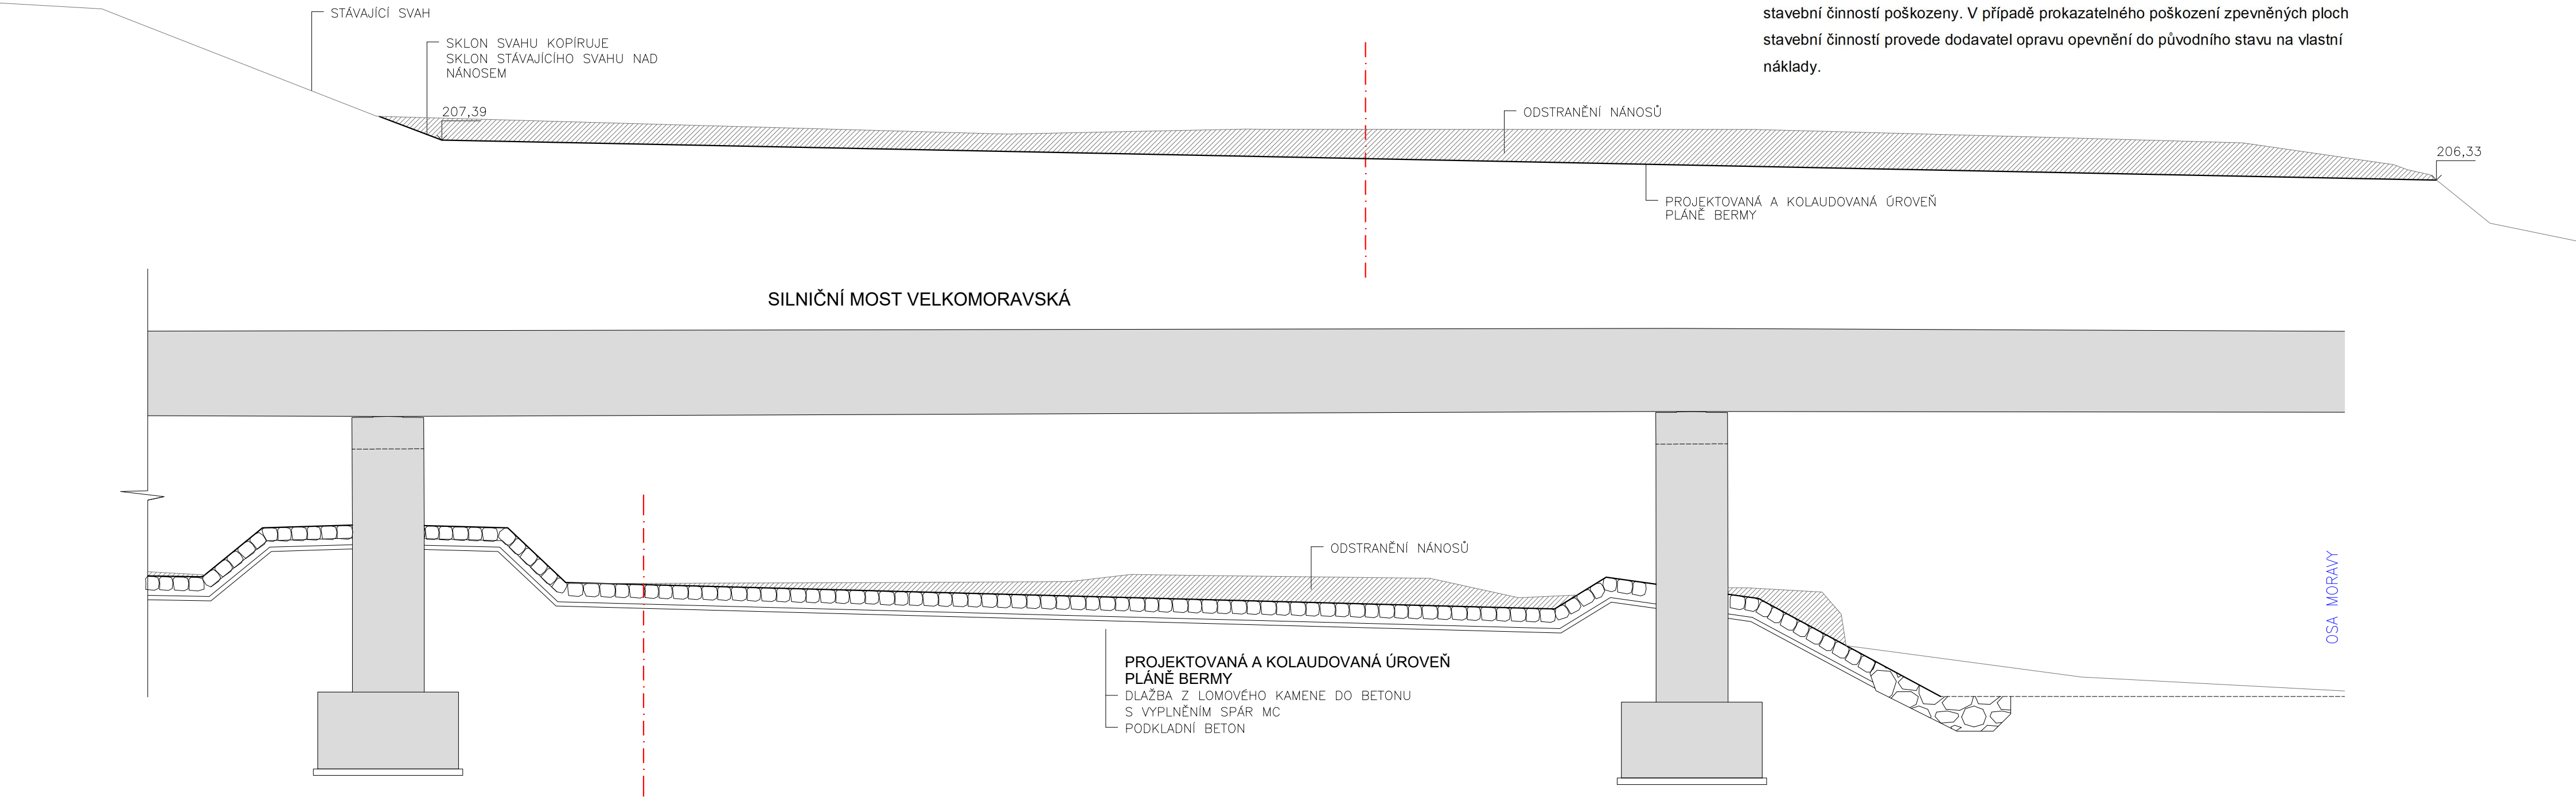 stavební činností poškozeny. V případě prokazatelného poškození zpevněných ploch
stavební činností provede dodavatel opravu opevnění do původního stavu na vlastní
náklady.
STÁVAJÍCÍ SVAH
SKLON SVAHU KOPÍRUJE
SKLON STÁVAJÍCÍHO SVAHU NAD
NÁNOSEM
207,39
ODSTRANĚNÍ NÁNOSŮ
206,33
PROJEKTOVANÁ A KOLAUDOVANÁ ÚROVEŇ
PLÁNĚ BERMY
SILNIČNÍ MOST VELKOMORAVSKÁ
ODSTRANĚNÍ NÁNOSŮ
OSA MORAVY
PROJEKTOVANÁ A KOLAUDOVANÁ ÚROVEŇ
PLÁNĚ BERMY
DLAŽBA Z LOMOVÉHO KAMENE DO BETONU
S VYPLNĚNÍM SPÁR MC
PODKLADNÍ BETON